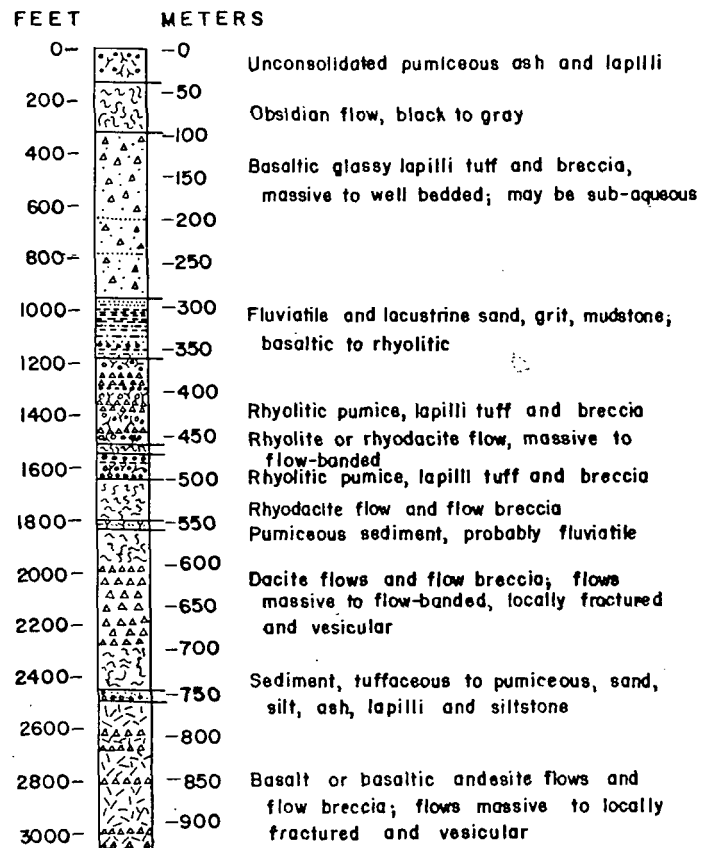 FEET METERS
0– –0
Unconsolidated pumiceous ash and lapilli
–50
200–
Obsidian flow, black to gray
–100
400–
Basaltic glassy lapilli tuff and breccia,
–150
massive to well bedded; may be sub-aqueous
600–
–200
800–
–250
1000– –300
Fluviatile and lacustrine sand, grit, mudstone;
basaltic to rhyolitic
–350
1200–
–400
1400–
Rhyolitic pumice, lapilli tuff and breccia
–450
Rhyolite or rhyodacite flow, massive to
flow-banded
1600–
Rhyolitic pumice, lapilli tuff and breccia
–500
Rhyodacite flow and flow breccia
1800– –550
Pumiceous sediment, probably fluviatile
–600
2000–
Dacite flows and flow breccia; flows
massive to flow-banded, locally fractured
–650
2200–
and vesicular
–700
2400–
Sediment, tuffaceous to pumiceous, sand,
–750
silt, ash, lapilli and siltstone
2600–
–800
2800– –850
Basalt or basaltic andesite flows and
flow breccia; flows massive to locally
–900
3000–
fractured and vesicular